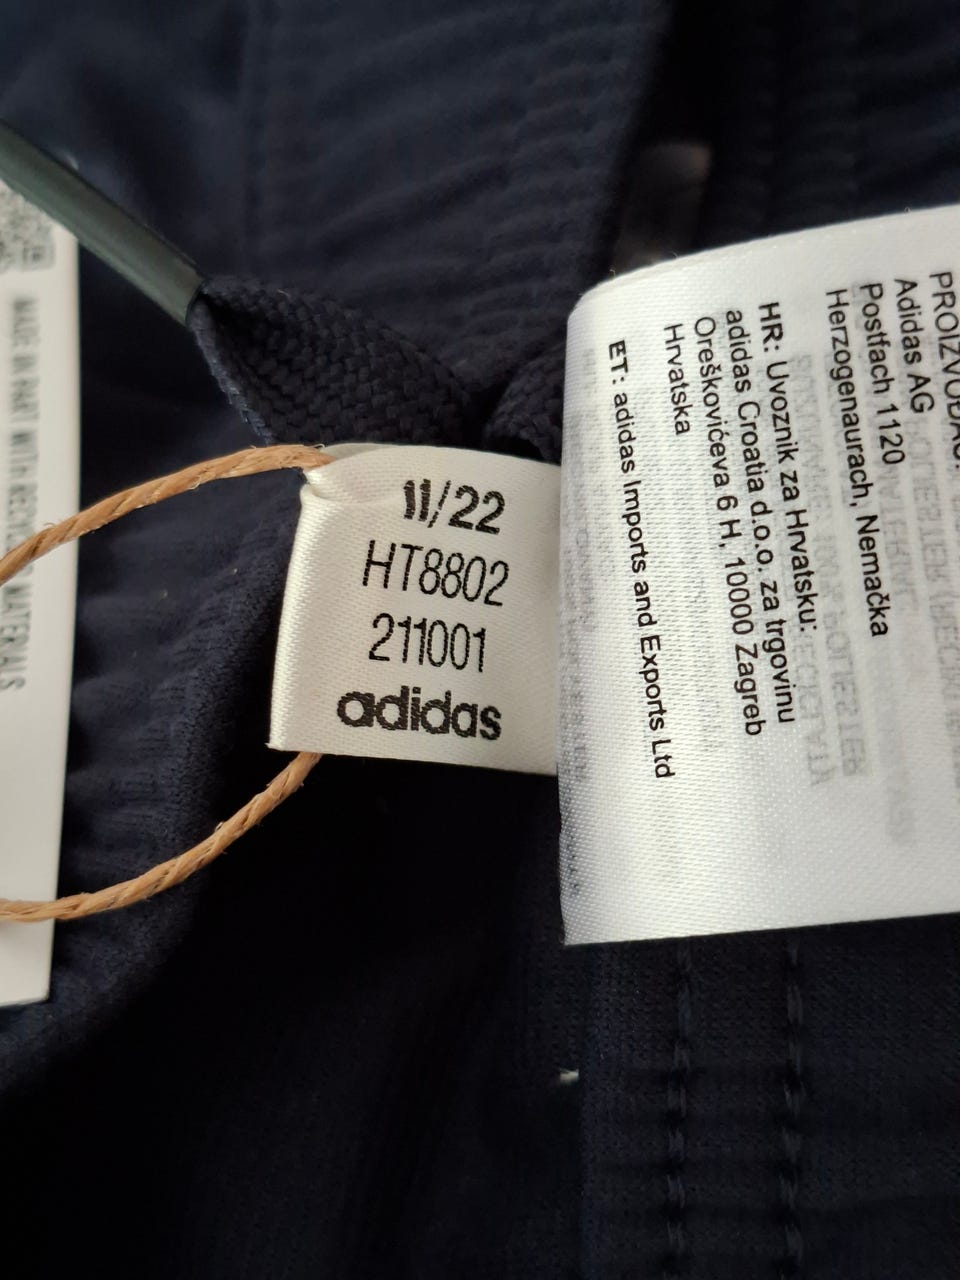 MADE IN PART WITH RECYCLED MATERIALS
11/22
HT8802
211001
adidas
PROIZVOĐAČ:
Adidas AG
Postfach 1120
Herzogenaurach, Nemačka
HR: Uvoznik za Hrvatsku:
adidas Croatia d.o.o. za trgovinu
Oreškovićeva 6 H, 10000 Zagreb
Hrvatska
ET: adidas Imports and Exports Ltd